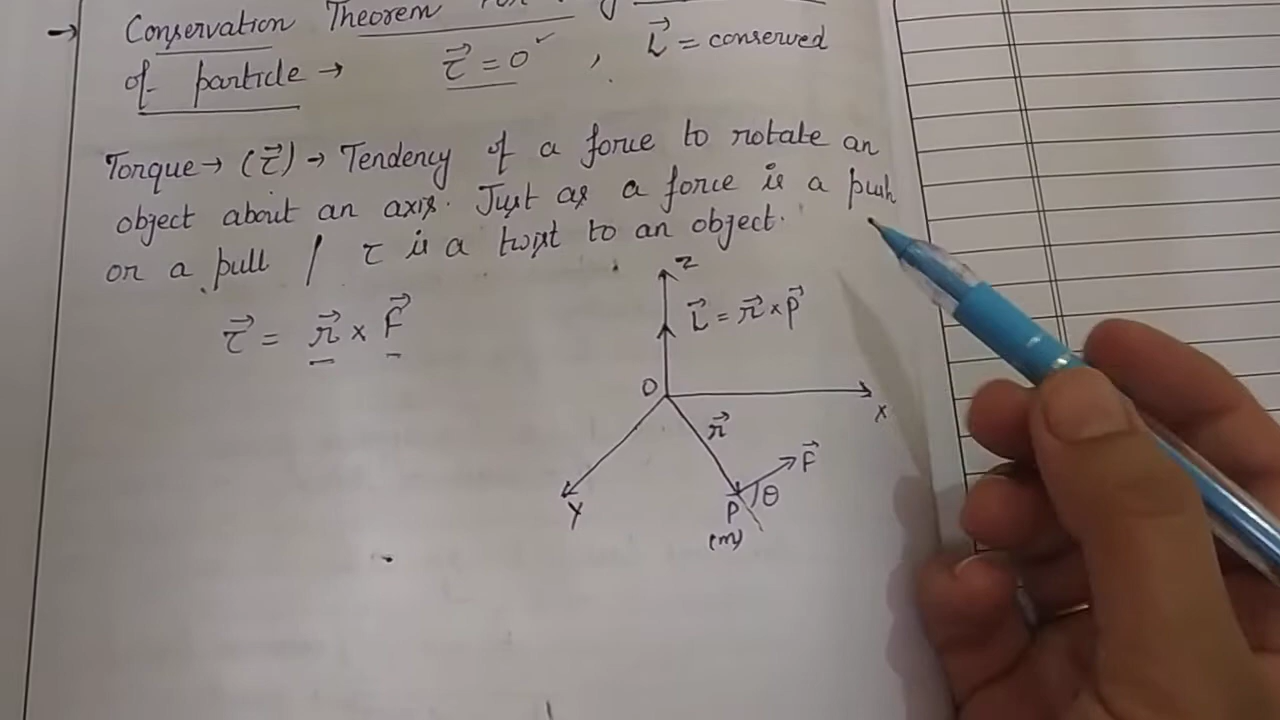 → Conservation Theorem
of particle → τ⃗ = 0 ✓, L⃗ = conserved
Torque → (τ⃗) → Tendency of a force to rotate an
object about an axis. Just as a force is a push
or a pull / τ is a twist to an object.
τ⃗ = r⃗ × F⃗
Z
L⃗ = r⃗ × P⃗
O
X
r⃗
F⃗
θ
Y
P
(m)